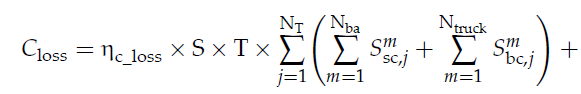 C_loss = η_c_loss × S × T × ∑_{j=1}^{N_T} ( ∑_{m=1}^{N_ba} S_{sc,j}^m + ∑_{m=1}^{N_truck} S_{bc,j}^m ) +